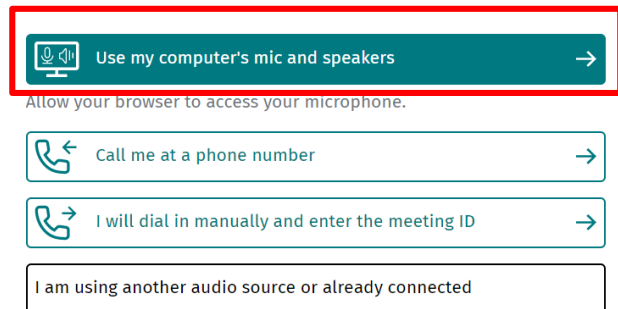 Use my computer's mic and speakers
Allow your browser to access your microphone.
Call me at a phone number
I will dial in manually and enter the meeting ID
I am using another audio source or already connected